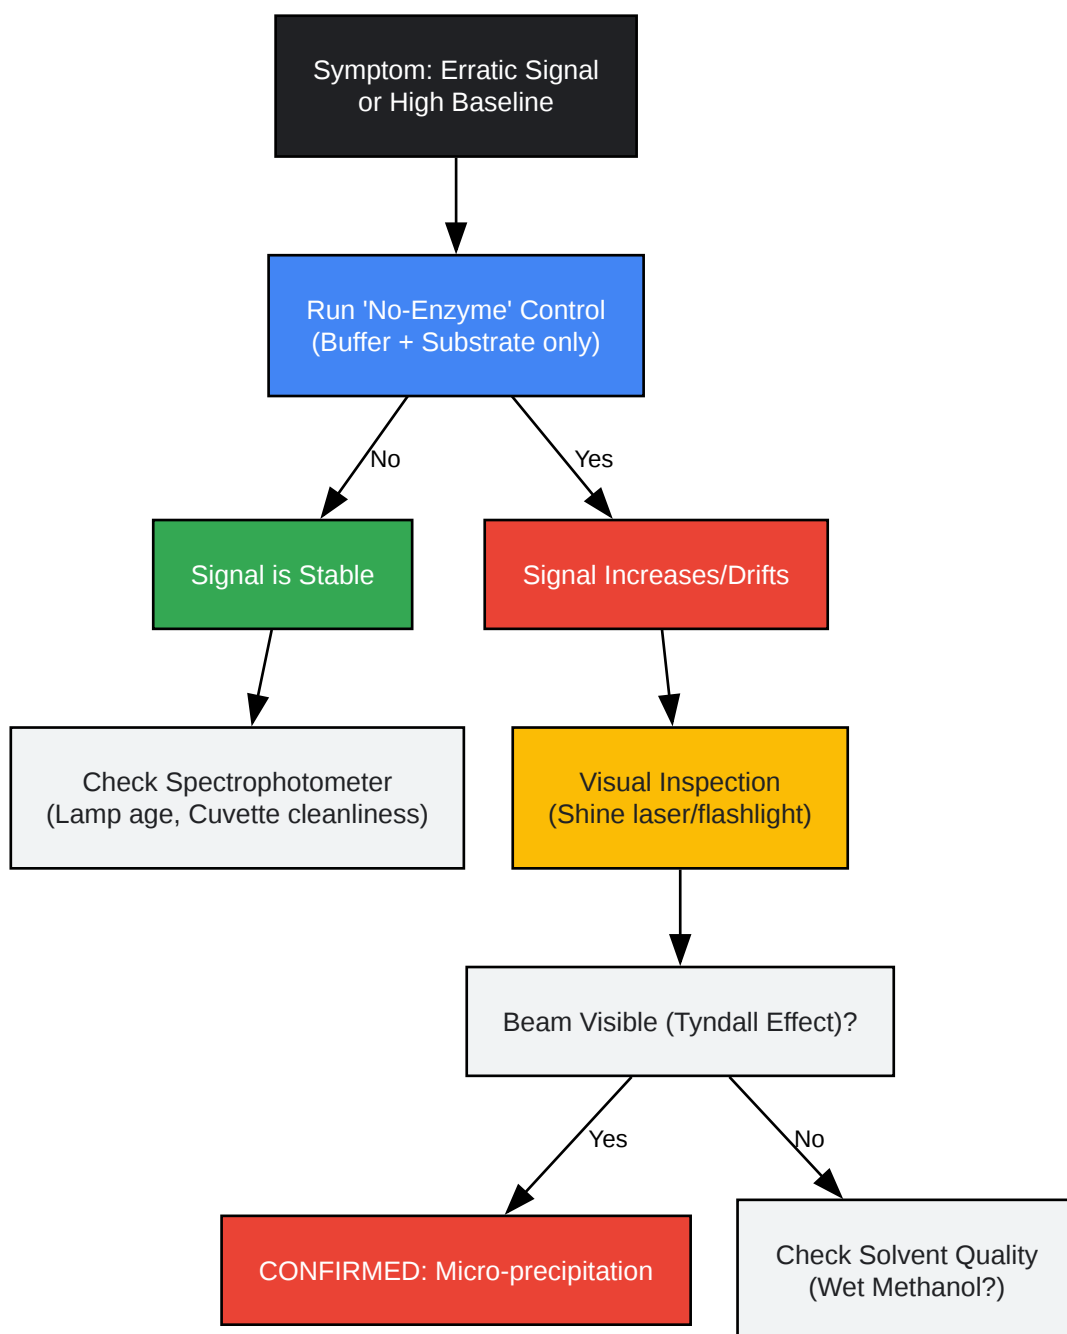 Symptom: Erratic Signal
or High Baseline
Run 'No-Enzyme' Control
(Buffer + Substrate only)
No
Yes
Signal is Stable
Signal Increases/Drifts
Check Spectrophotometer
(Lamp age, Cuvette cleanliness)
Visual Inspection
(Shine laser/flashlight)
Beam Visible (Tyndall Effect)?
Yes
No
CONFIRMED: Micro-precipitation
Check Solvent Quality
(Wet Methanol?)